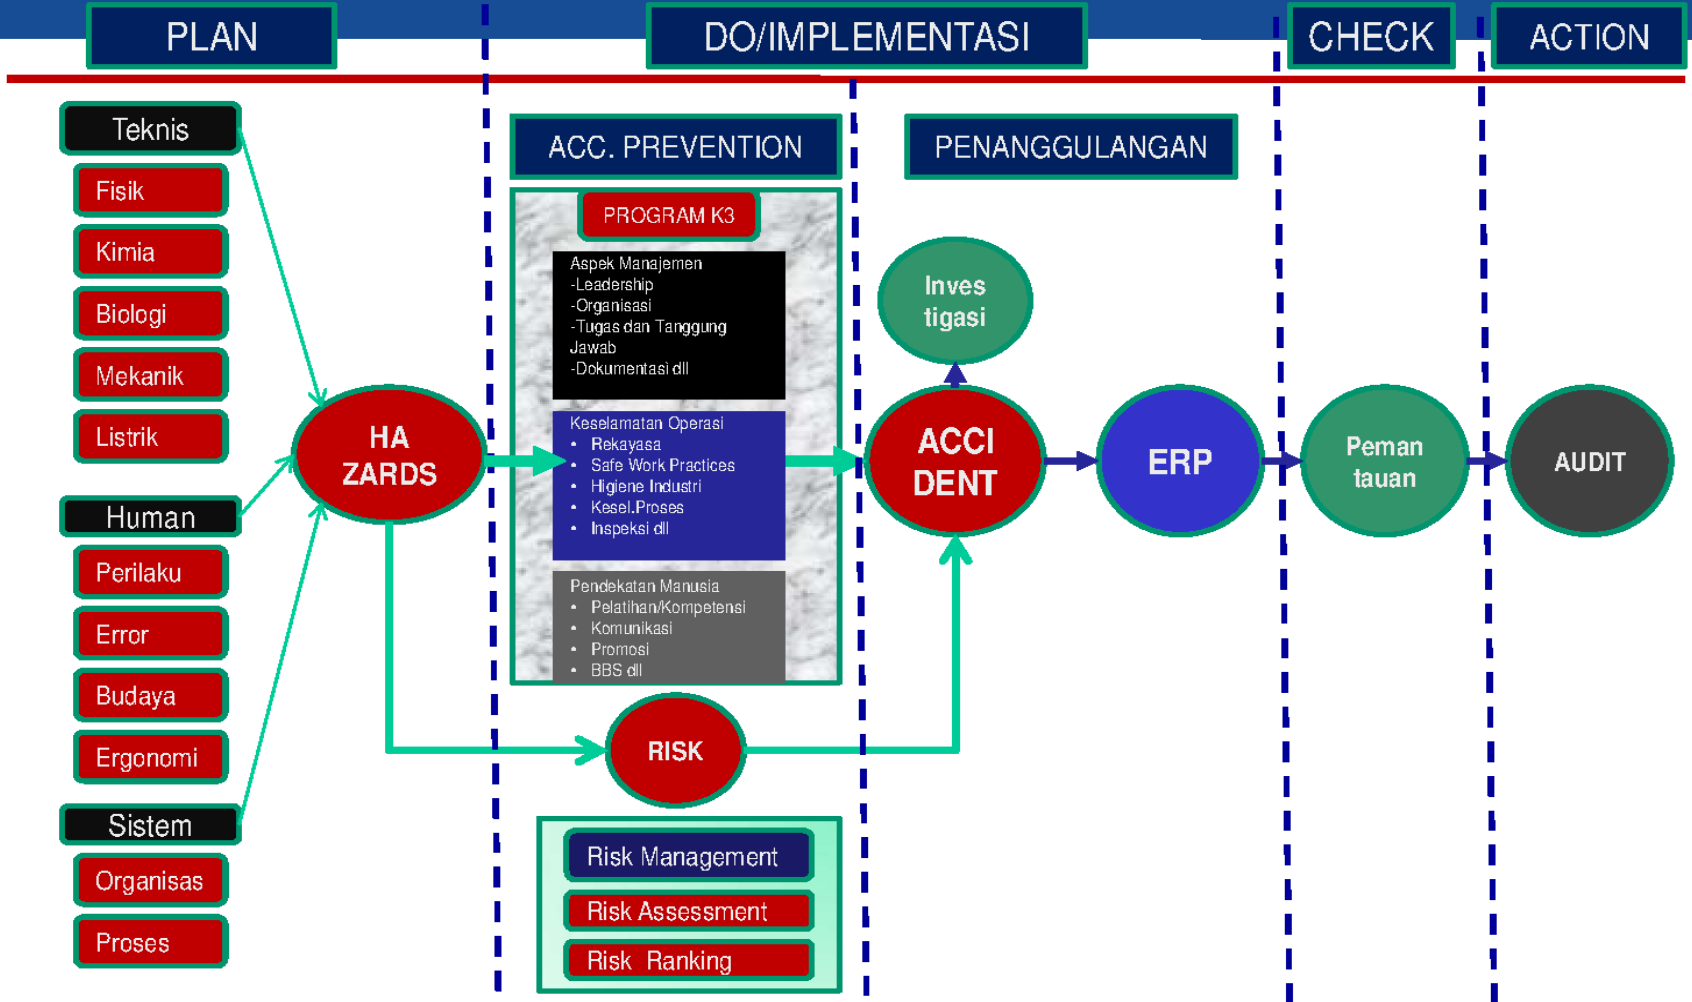 PLAN
DO/IMPLEMENTASI
CHECK
ACTION
Teknis
Fisik
Kimia
Biologi
Mekanik
Listrik
Human
Perilaku
Error
Budaya
Ergonomi
Sistem
Organisas
Proses
HA
ZARDS
ACC. PREVENTION
PROGRAM K3
Aspek Manajemen
-Leadership
-Organisasi
-Tugas dan Tanggung
Jawab
-Dokumentasi dll
Keselamatan Operasi
• Rekayasa
• Safe Work Practices
• Higiene Industri
• Kesel.Proses
• Inspeksi dll
Pendekatan Manusia
• Pelatihan/Kompetensi
• Komunikasi
• Promosi
• BBS dll
RISK
Risk Management
Risk Assessment
Risk Ranking
PENANGGULANGAN
Inves
tigasi
ACCI
DENT
ERP
Peman
tauan
AUDIT